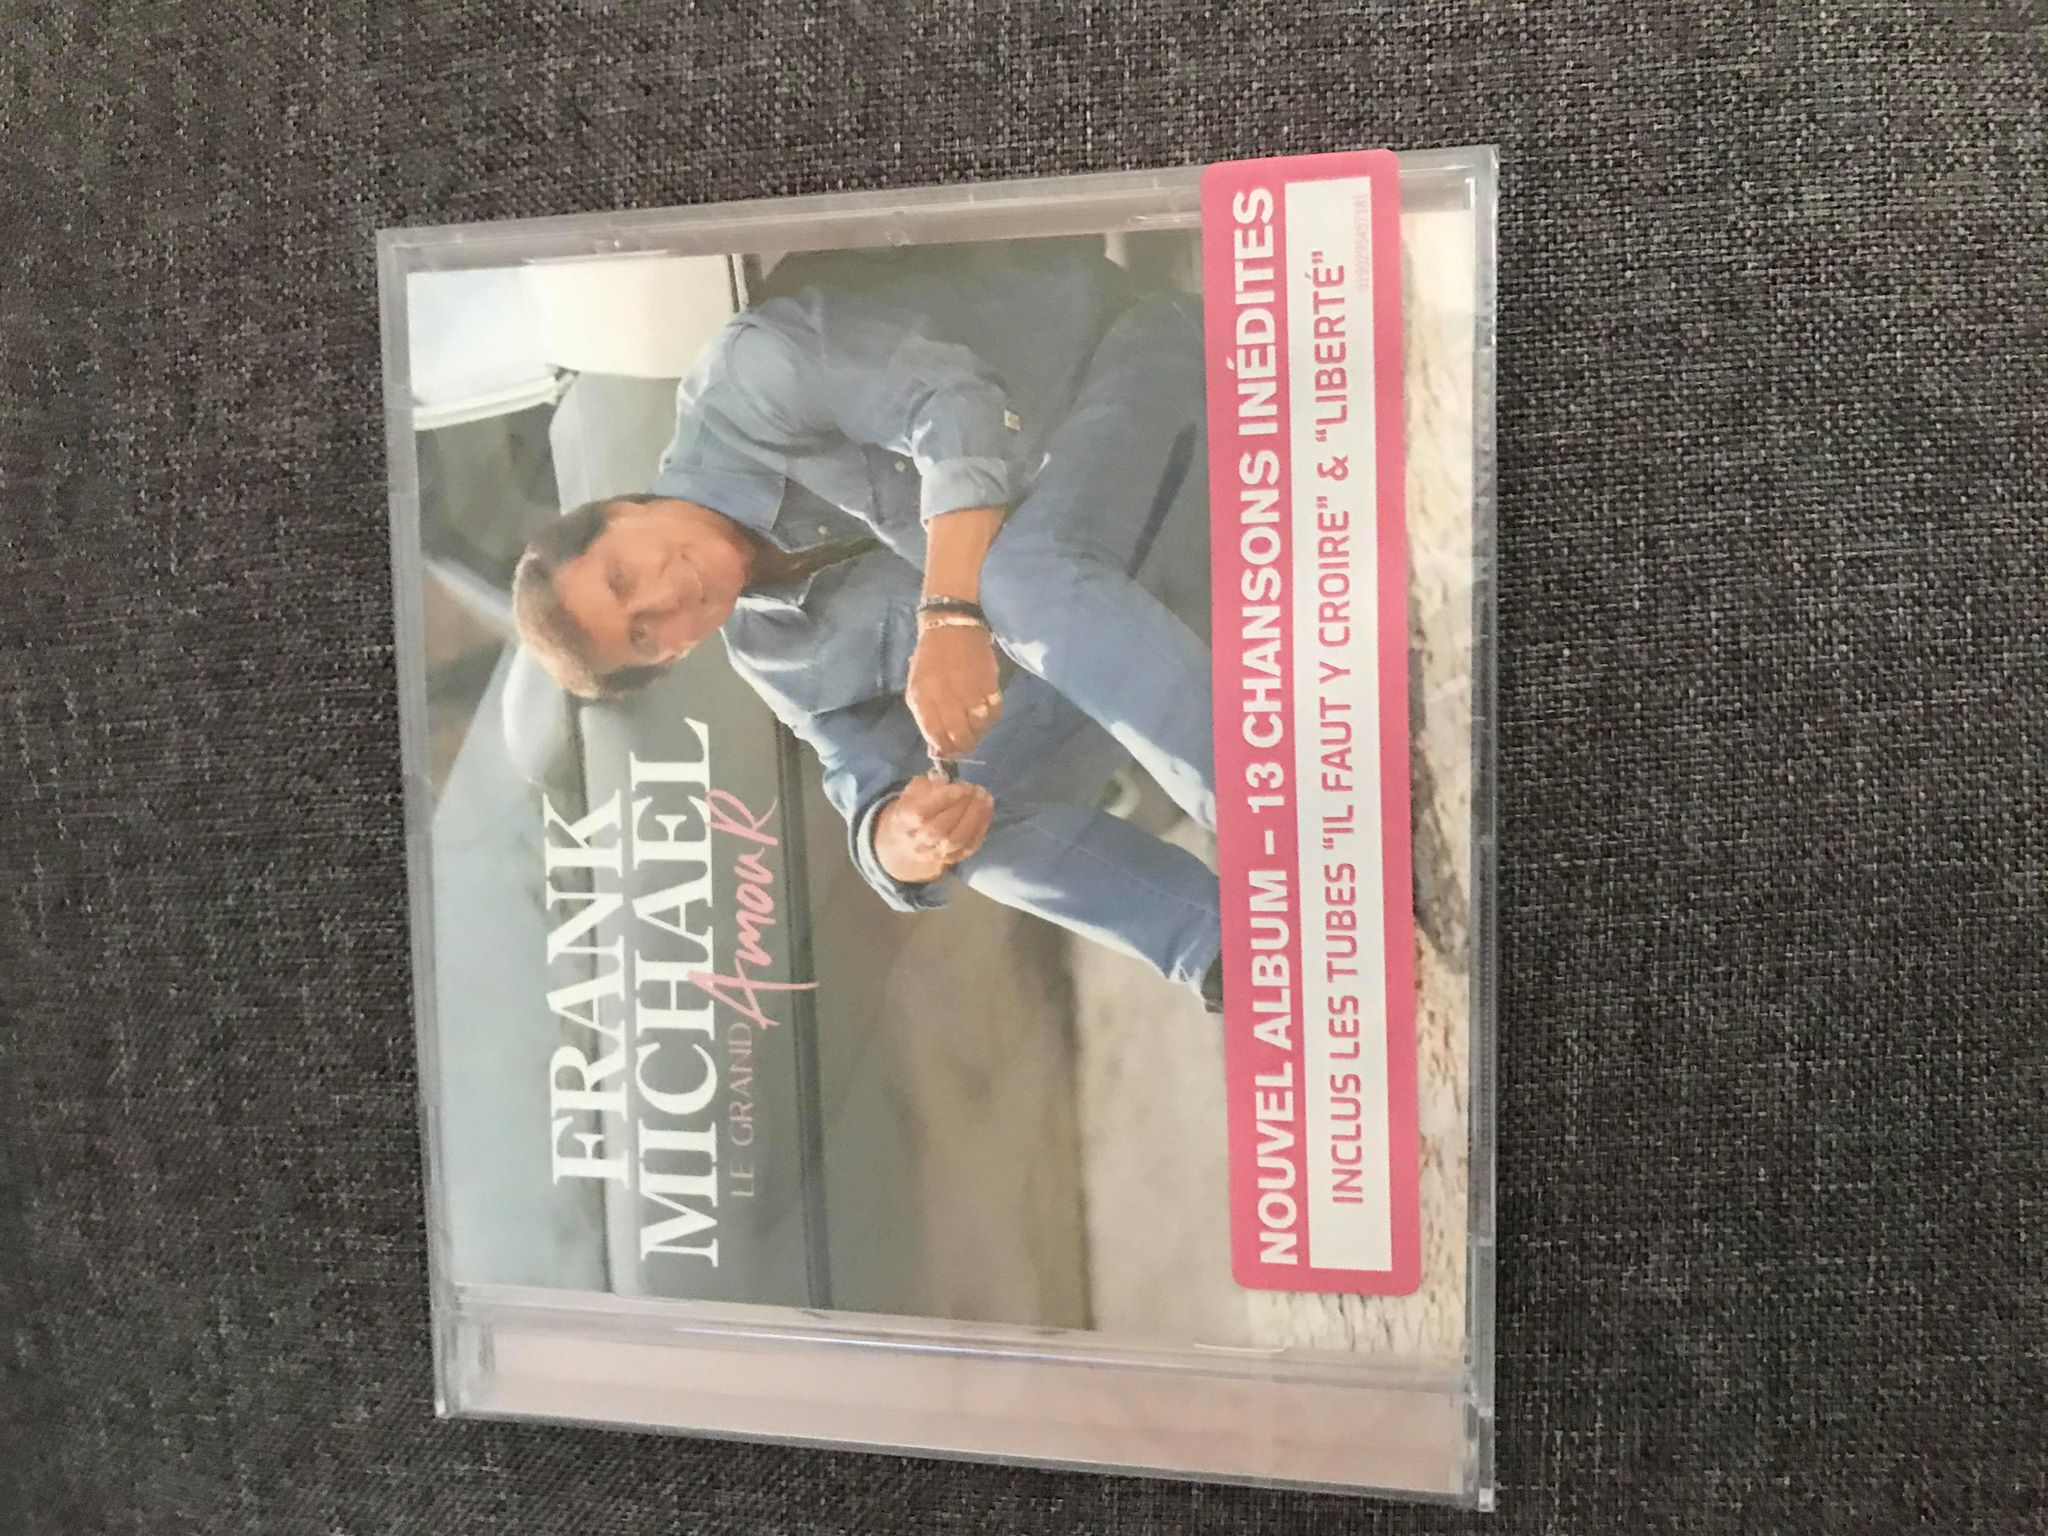 FRANK
MICHAEL
LE GRAND AmouR
NOUVEL ALBUM – 13 CHANSONS INÉDITES
INCLUS LES TUBES “IL FAUT Y CROIRE” & “LIBERTÉ”